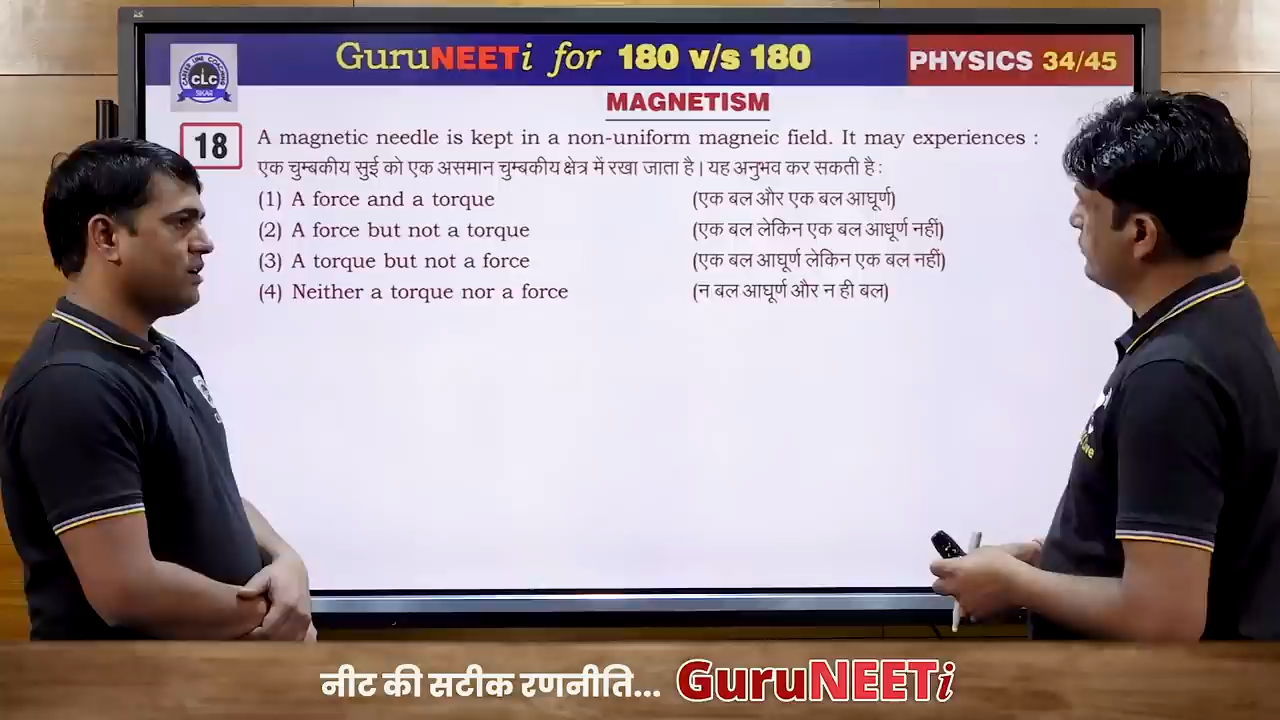 GuruNEETi for 180 v/s 180
PHYSICS 34/45
CLC
SIKAR
MAGNETISM
18
A magnetic needle is kept in a non-uniform magneic field. It may experiences :
एक चुम्बकीय सुई को एक असमान चुम्बकीय क्षेत्र में रखा जाता है। यह अनुभव कर सकती है :
(1) A force and a torque (एक बल और एक बल आघूर्ण)
(2) A force but not a torque (एक बल लेकिन एक बल आघूर्ण नहीं)
(3) A torque but not a force (एक बल आघूर्ण लेकिन एक बल नहीं)
(4) Neither a torque nor a force (न बल आघूर्ण और न ही बल)
नीट की सटीक रणनीति... GuruNEETi